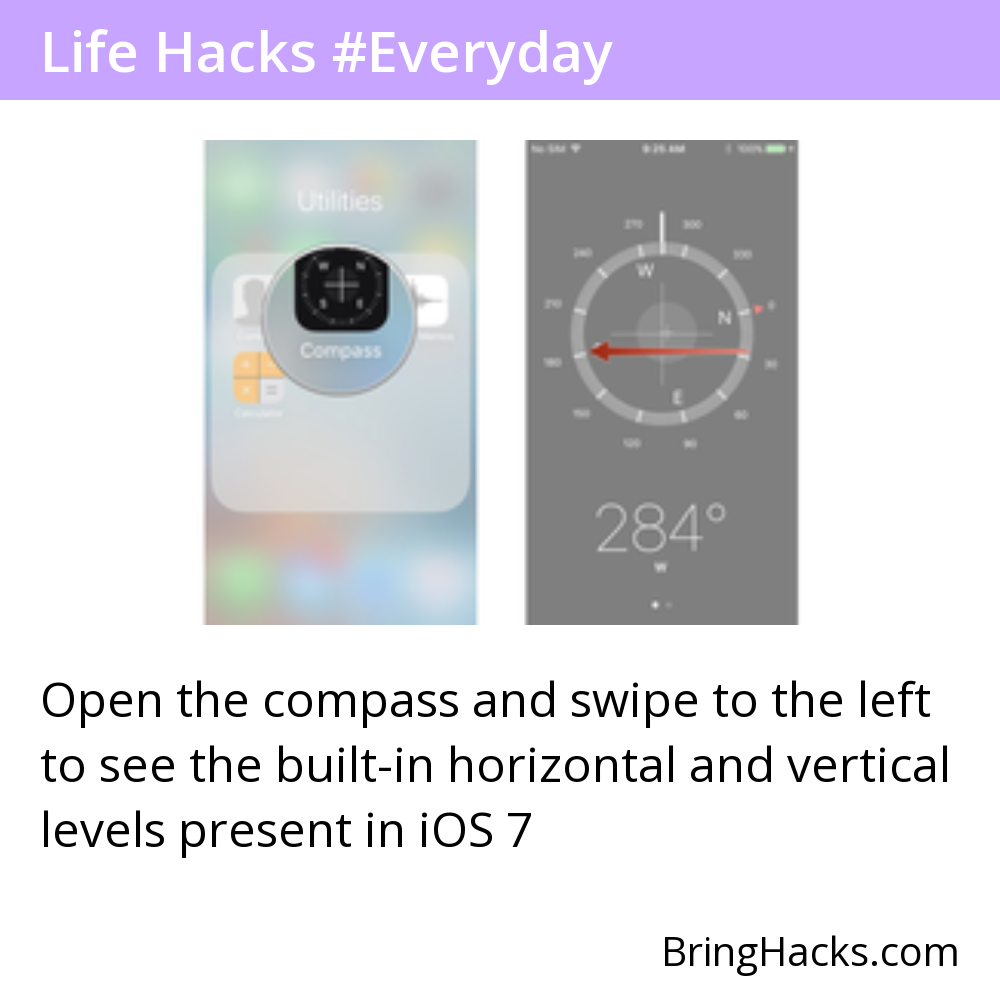 Life Hacks #Everyday
Utilities
Compass
Calculator
No SIM 9:25 AM 100%
270 300
240 330
W
210 N 0
180 30
E
150 60
120 90
284°
W
Open the compass and swipe to the left
to see the built-in horizontal and vertical
levels present in iOS 7
BringHacks.com